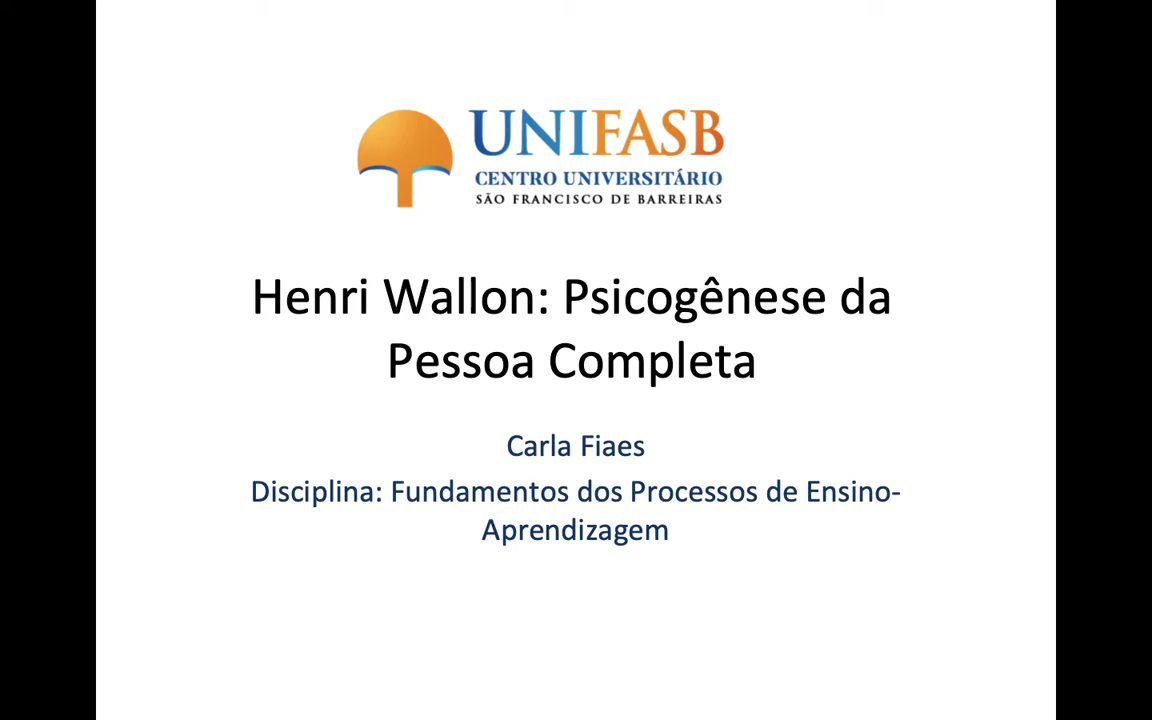 UNIFASB
CENTRO UNIVERSITÁRIO
SÃO FRANCISCO DE BARREIRAS
Henri Wallon: Psicogênese da
Pessoa Completa
Carla Fiaes
Disciplina: Fundamentos dos Processos de Ensino-
Aprendizagem